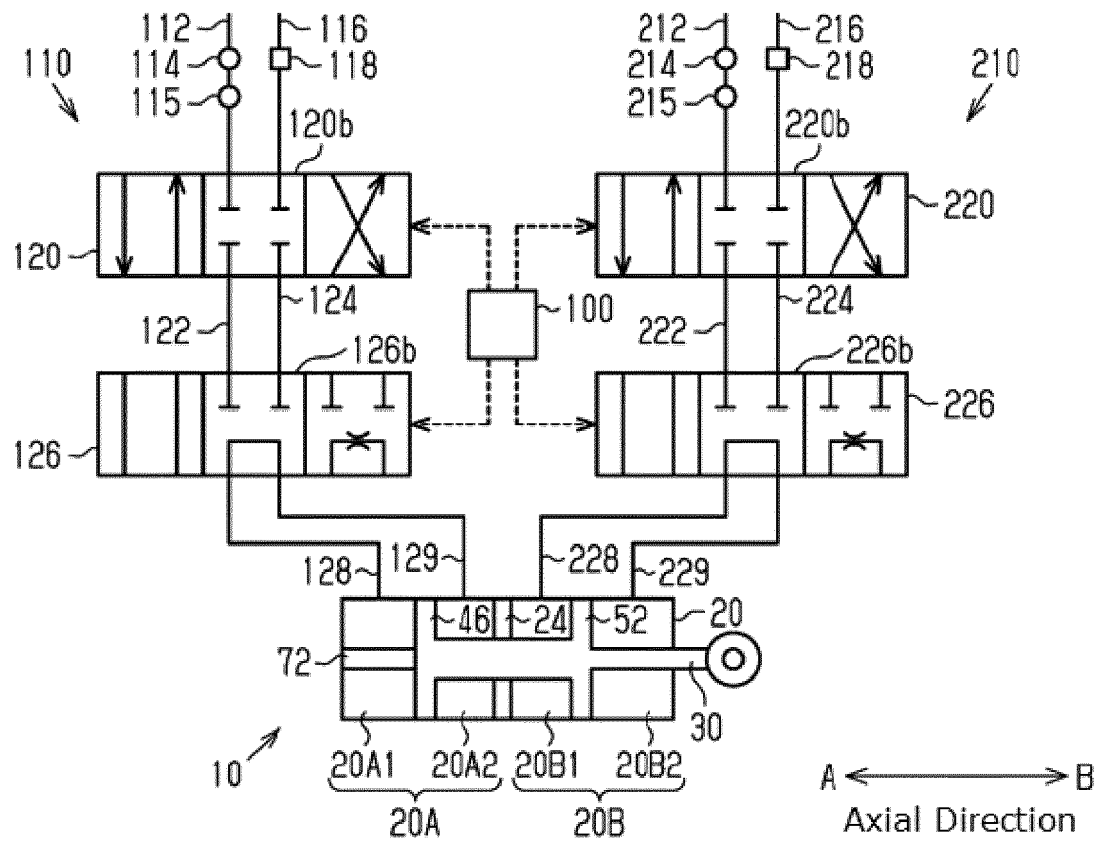 112 116 212 216
110 114 118 214 218 210
115 215
120b 220b
120 220
122 124 100 222 224
126b 226b
126 226
128 129 228 229
46 24 52 20
72
30
10 20A1 20A2 20B1 20B2
20A 20B
A B
Axial Direction